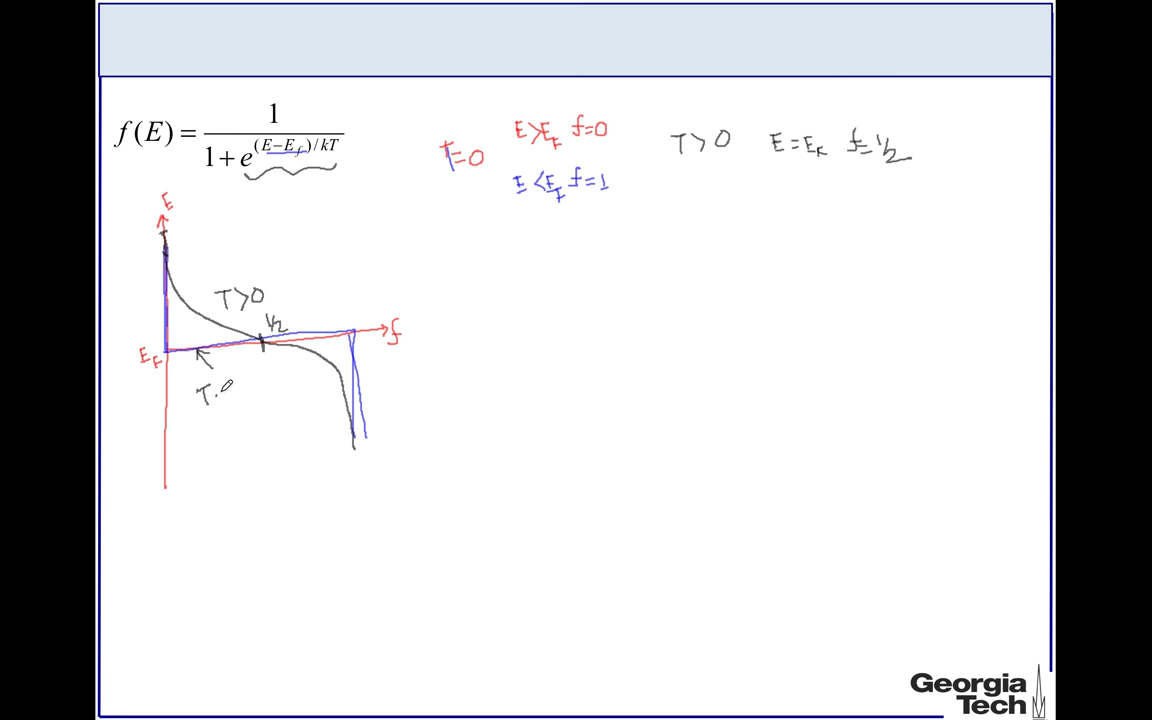 f(E) = 1 / (1 + e^((E−E_f)/kT))
T=0
E>E_F f=0
E<E_F f=1
T>0 E=E_F f=1/2
E
T>0
1/2
f
E_F
T.0
Georgia
Tech